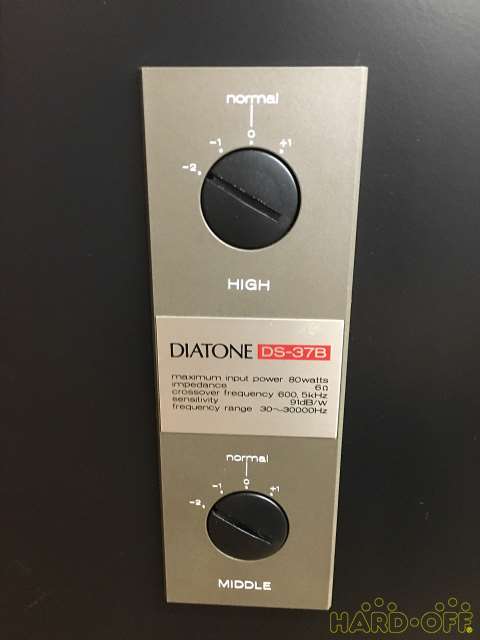 normal
-1 0 +1
-2
HIGH
DIATONE DS-37B
maximum input power 80watts
impedance 6Ω
crossover frequency 600, 5kHz
sensitivity 91dB/W
frequency range 30~30000Hz
normal
-1 0 +1
-2
MIDDLE
HARD-OFF